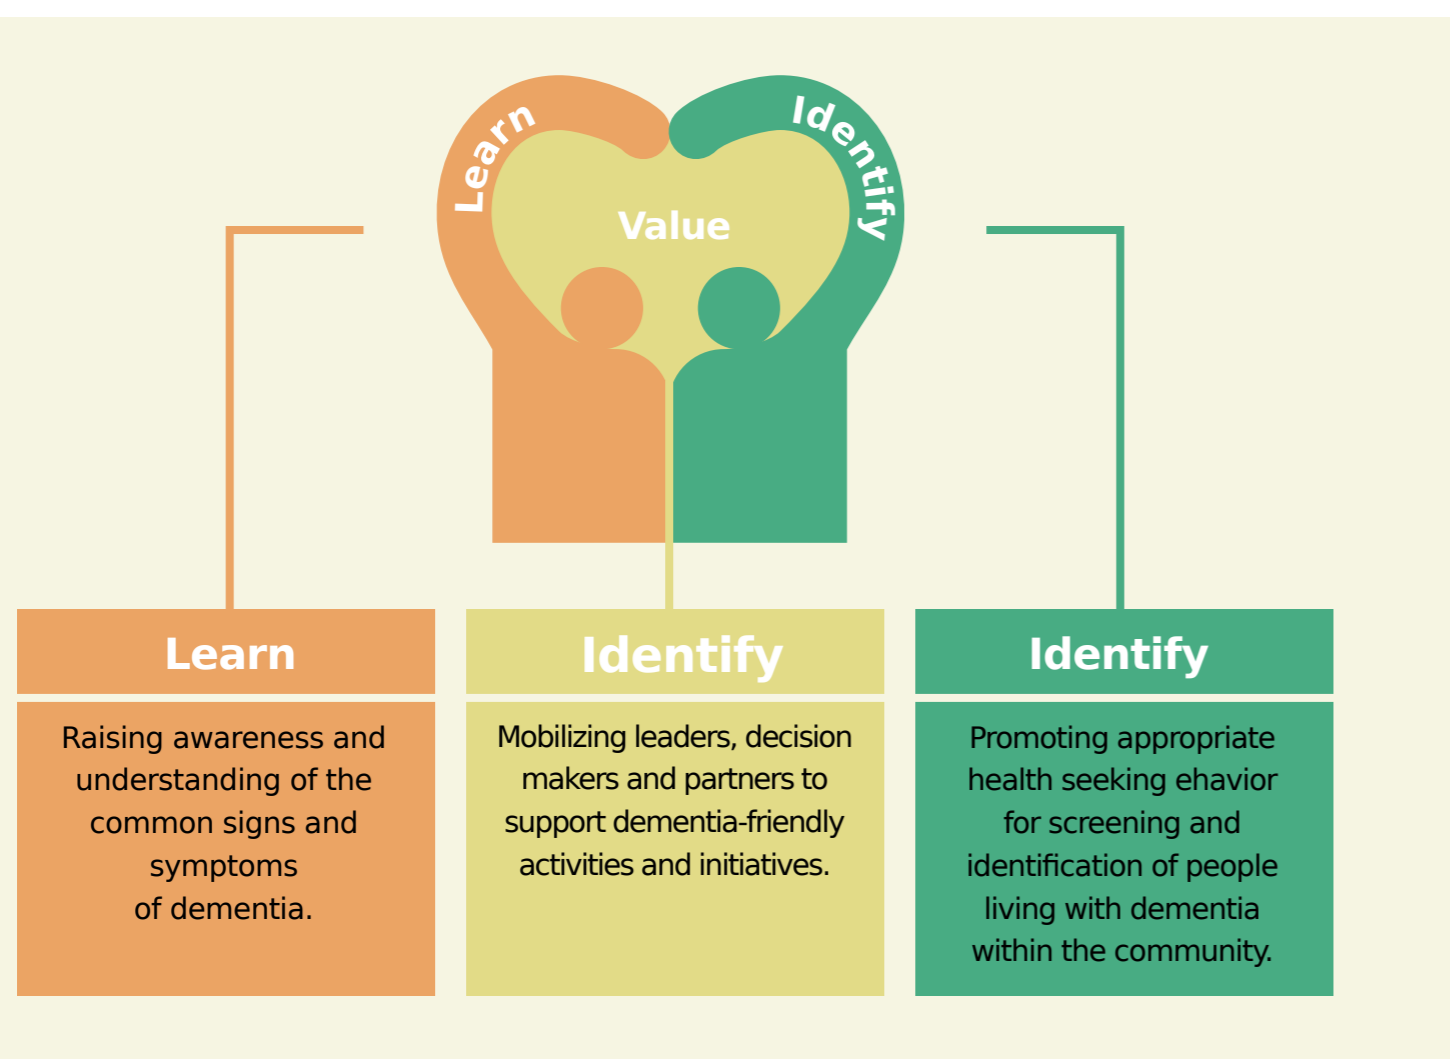 Learn
Identify
Value
Learn
Raising awareness and
understanding of the
common signs and
symptoms
of dementia.
Identify
Mobilizing leaders, decision
makers and partners to
support dementia-friendly
activities and initiatives.
Identify
Promoting appropriate
health seeking ehavior
for screening and
identification of people
living with dementia
within the community.